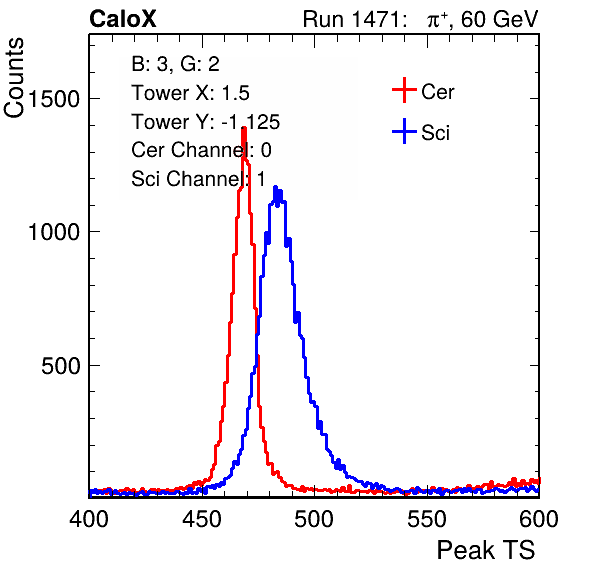 CaloX Run 1471: π⁺, 60 GeV
Counts
B: 3, G: 2
Tower X: 1.5
Tower Y: -1.125
Cer Channel: 0
Sci Channel: 1
Cer
Sci
1500
1000
500
400 450 500 550 600
Peak TS